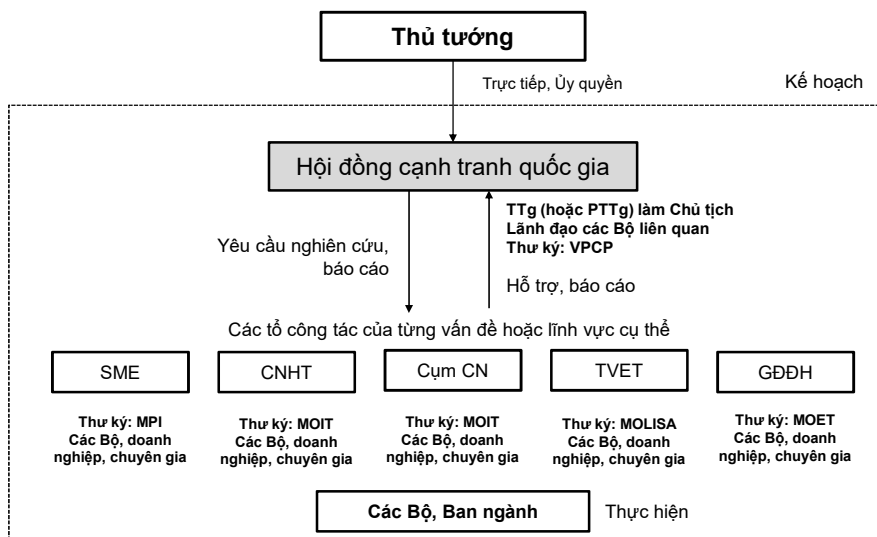 Thủ tướng
Trực tiếp, Ủy quyền
Kế hoạch
Hội đồng cạnh tranh quốc gia
TTg (hoặc PTTg) làm Chủ tịch
Lãnh đạo các Bộ liên quan
Thư ký: VPCP
Yêu cầu nghiên cứu,
báo cáo
Hỗ trợ, báo cáo
Các tổ công tác của từng vấn đề hoặc lĩnh vực cụ thể
SME
CNHT
Cụm CN
TVET
GĐĐH
Thư ký: MPI
Các Bộ, doanh
nghiệp, chuyên gia
Thư ký: MOIT
Các Bộ, doanh
nghiệp, chuyên gia
Thư ký: MOIT
Các Bộ, doanh
nghiệp, chuyên gia
Thư ký: MOLISA
Các Bộ, doanh
nghiệp, chuyên gia
Thư ký: MOET
Các Bộ, doanh
nghiệp, chuyên gia
Các Bộ, Ban ngành
Thực hiện